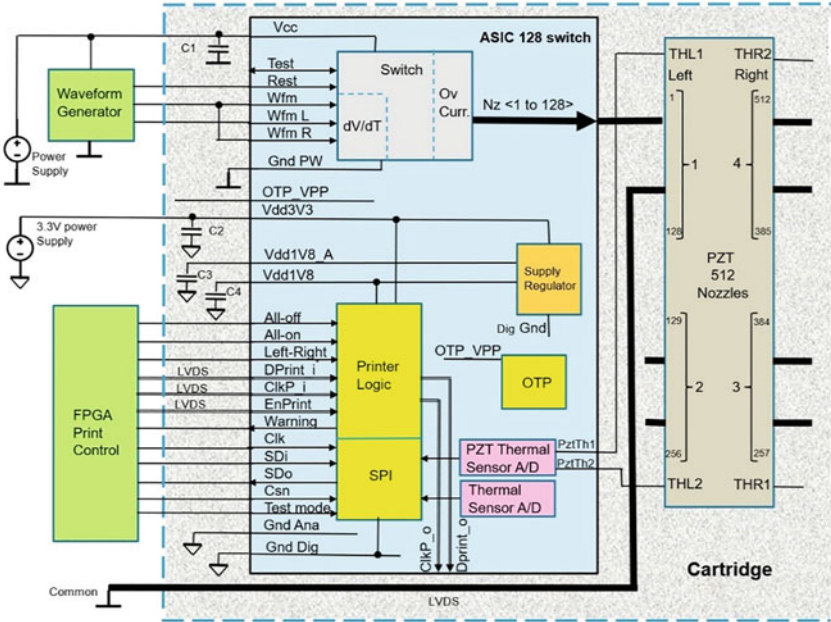 Vcc
ASIC 128 switch
C1
Test
Rest
Wfm
Wfm L
Wfm R
Gnd PW
Switch
dV/dT
Ov
Curr.
Nz <1 to 128>
Waveform
Generator
Power
Supply
OTP_VPP
Vdd3V3
3.3V power
Supply
C2
Vdd1V8_A
C3
Vdd1V8
C4
Supply
Regulator
Dig Gnd
OTP_VPP
OTP
FPGA
Print
Control
All-off
All-on
Left-Right
LVDS
DPrint_i
LVDS
ClkP_i
LVDS
EnPrint
Warning
Clk
SDi
SDo
Csn
Test mode
Gnd Ana
Gnd Dig
Printer
Logic
SPI
PZT Thermal
Sensor A/D
PztTh1
PztTh2
Thermal
Sensor A/D
ClkP_o
Dprint_o
Common
LVDS
THL1
THR2
Left
Right
1
512
1
4
128
385
PZT
512
Nozzles
129
384
2
3
256
257
THL2
THR1
Cartridge